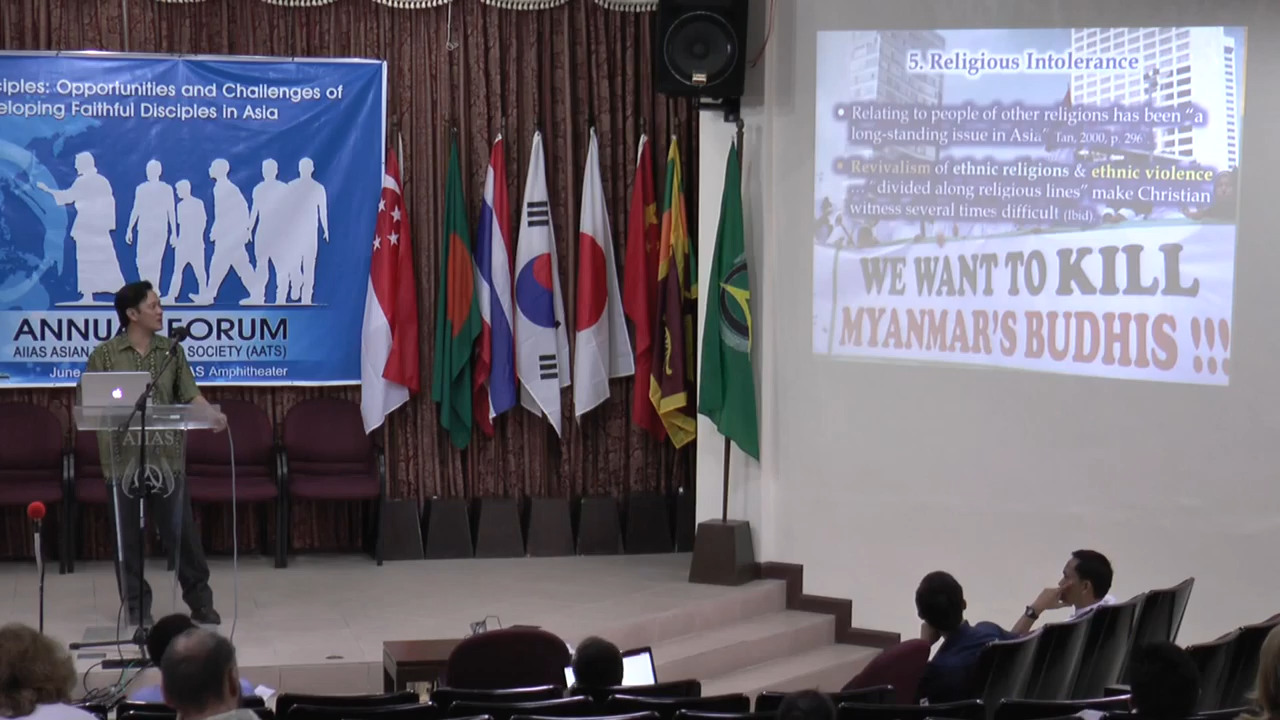 ciples: Opportunities and Challenges of
eloping Faithful Disciples in Asia
ANNUA FORUM
AIIAS ASIAN SOCIETY (AATS)
June AS Amphitheater
AIIAS
5. Religious Intolerance
• Relating to people of other religions has been “a
long-standing issue in Asia” Tan, 2000, p. 296
• Revivalism of ethnic religions & ethnic violence
… “divided along religious lines” make Christian
witness several times difficult (Ibid)
WE WANT TO KILL
MYANMAR'S BUDHIS !!!